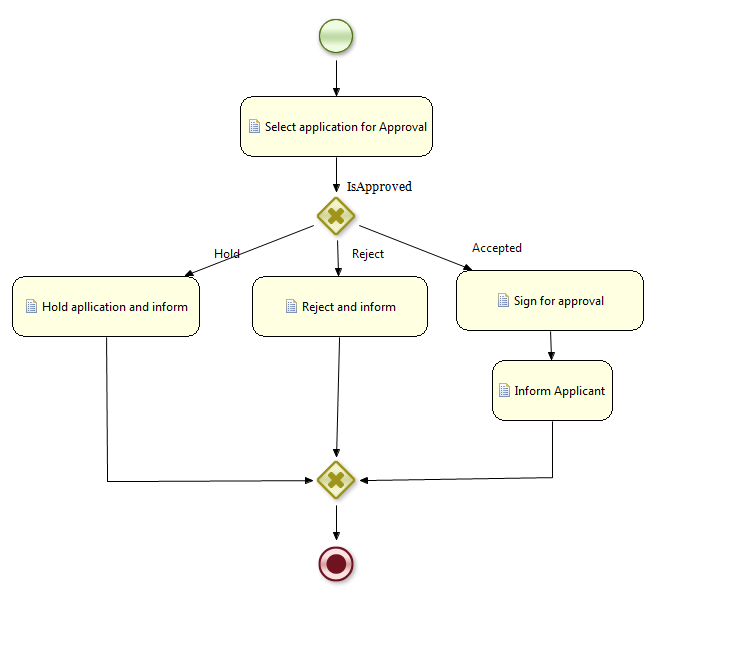 Select application for Approval
IsApproved
Hold
Reject
Accepted
Hold apllication and inform
Reject and inform
Sign for approval
Inform Applicant